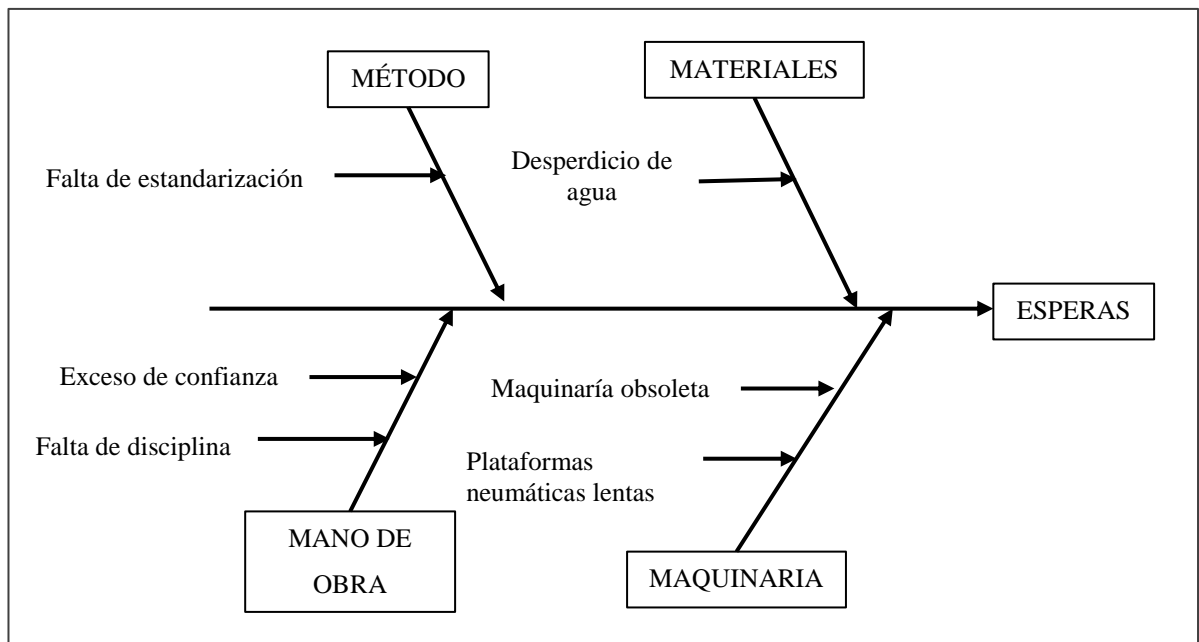 MÉTODO
MATERIALES
Falta de estandarización
Desperdicio de
agua
ESPERAS
Exceso de confianza
Maquinaría obsoleta
Falta de disciplina
Plataformas
neumáticas lentas
MANO DE
OBRA
MAQUINARIA